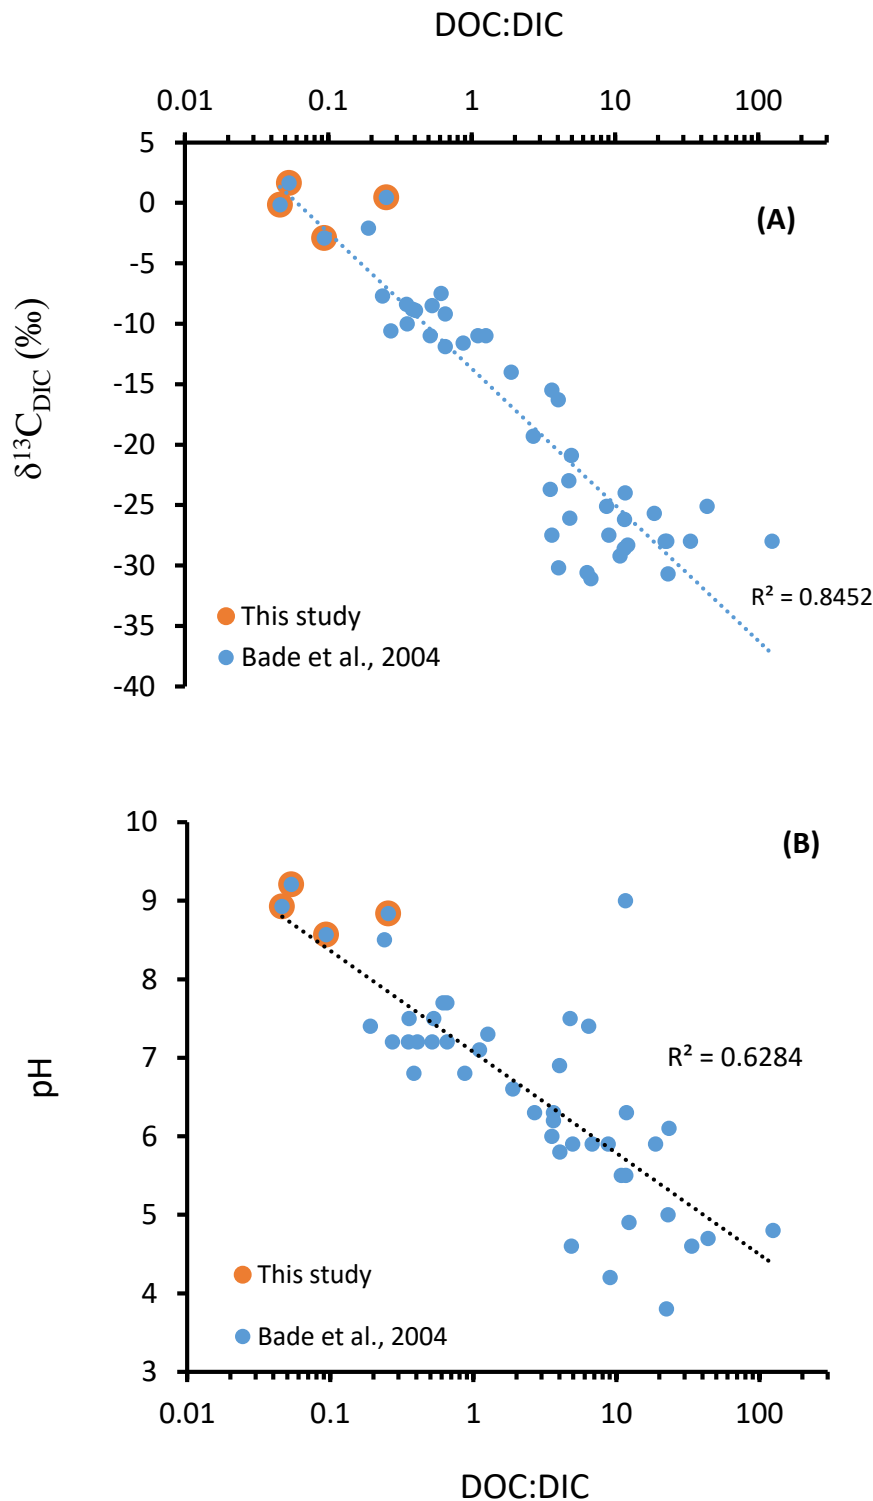 DOC:DIC
0.01 0.1 1 10 100
5
0
-5
-10
-15
-20
-25
-30
-35
-40
δ¹³C_DIC (‰)
(A)
R² = 0.8452
This study
Bade et al., 2004
10
9
8
7
6
5
4
3
pH
(B)
R² = 0.6284
This study
Bade et al., 2004
0.01 0.1 1 10 100
DOC:DIC